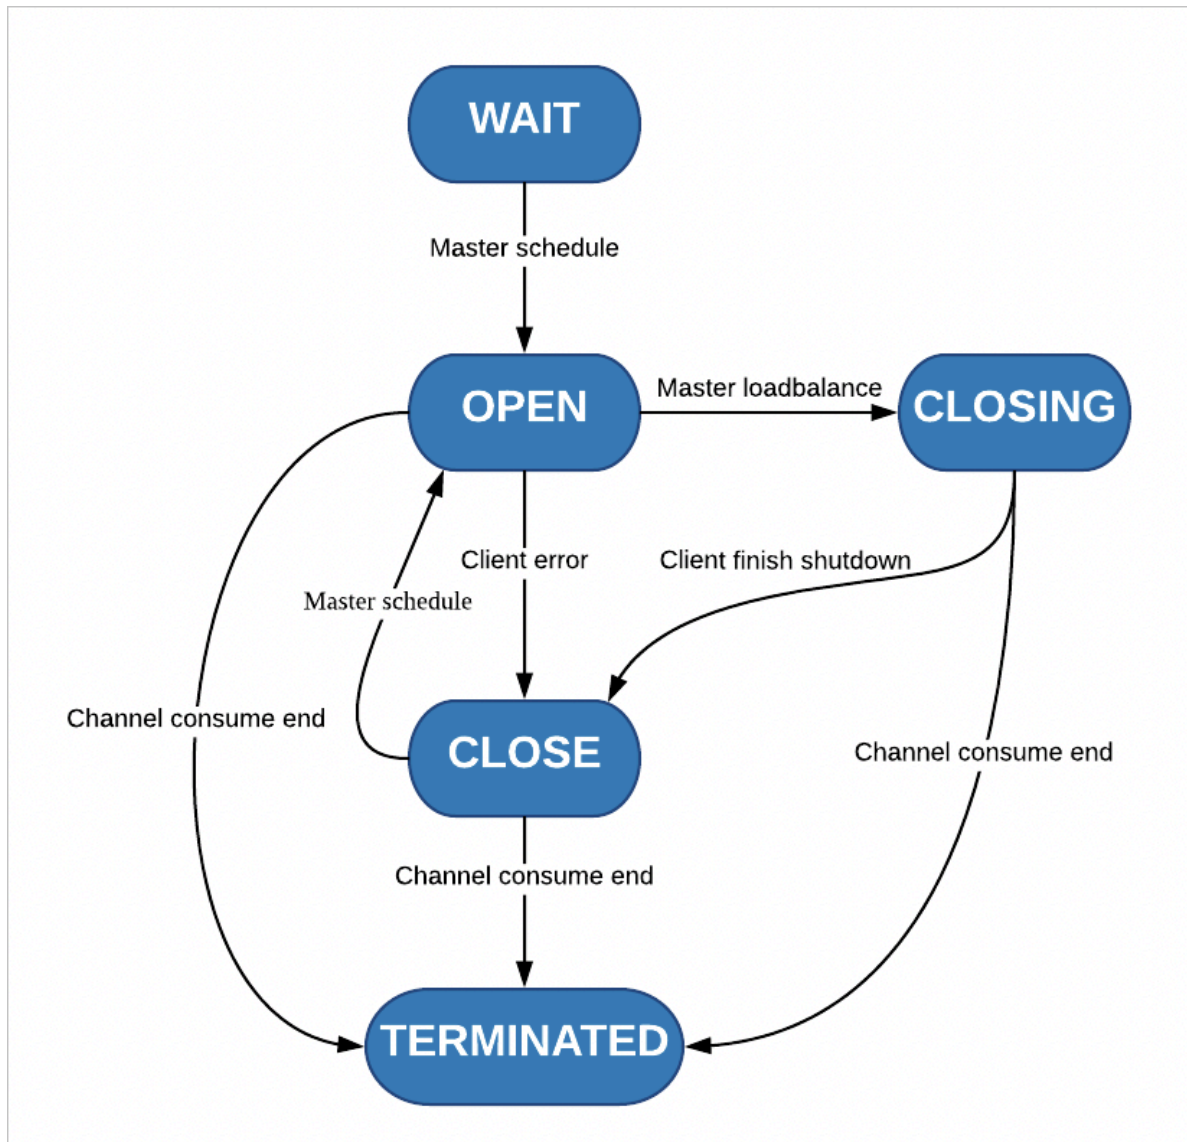 WAIT
Master schedule
OPEN
Master loadbalance
CLOSING
Client error
Client finish shutdown
Master schedule
Channel consume end
CLOSE
Channel consume end
Channel consume end
TERMINATED